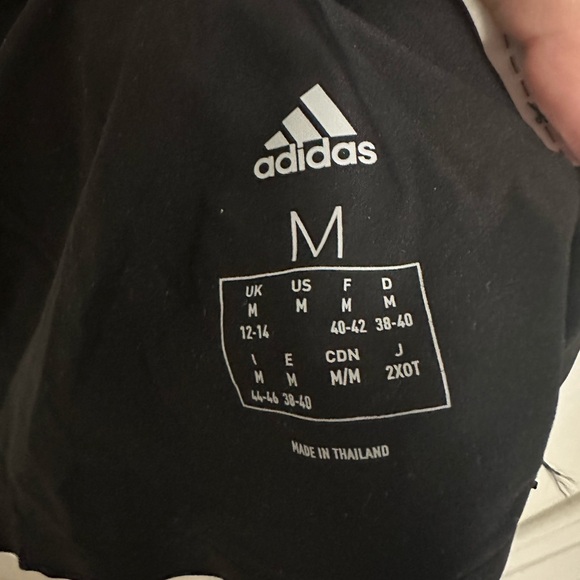 adidas
M
UK US F D
M M M M
12-14 40-42 38-40
I E CDN J
M M M/M 2XOT
44-46 38-40
MADE IN THAILAND